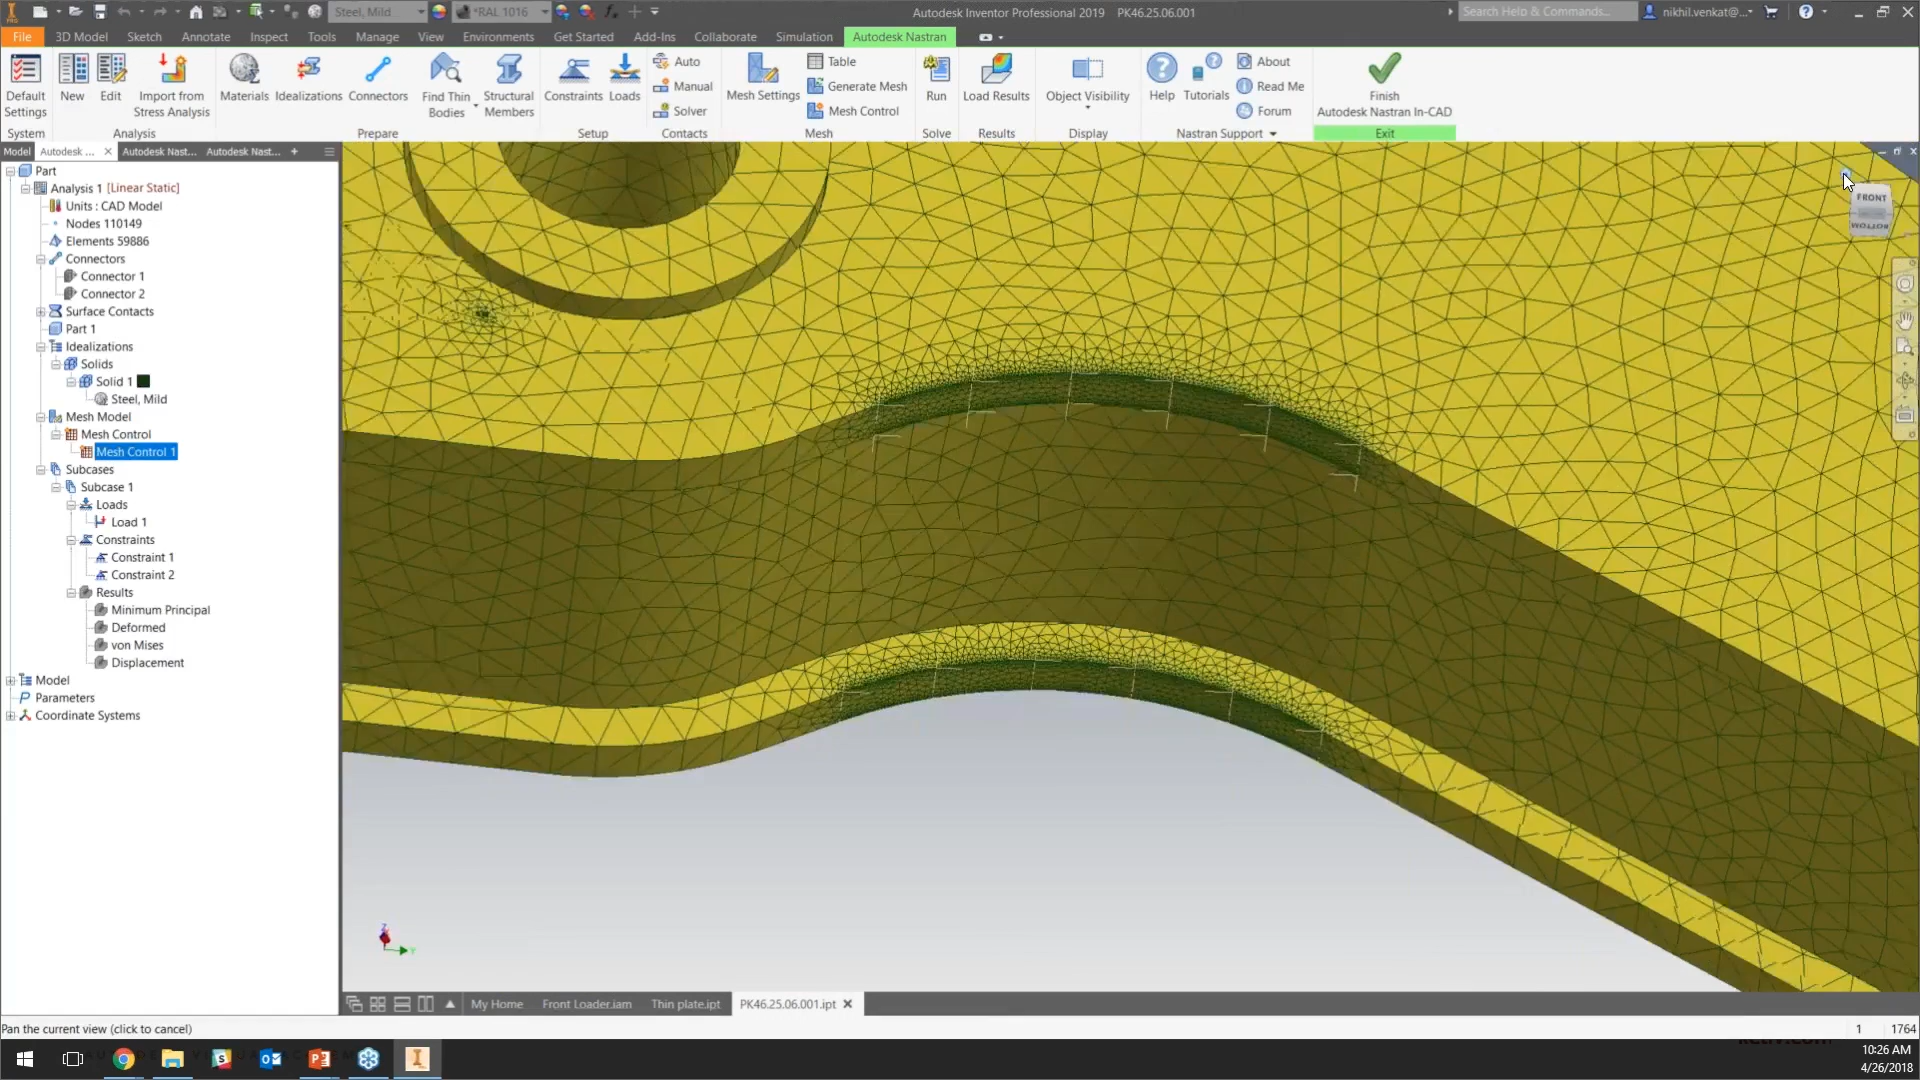 PRO
Steel, Mild
*RAL 1016
Autodesk Inventor Professional 2019 PK46.25.06.001
Search Help & Commands...
nikhil.venkat@...
File 3D Model Sketch Annotate Inspect Tools Manage View Environments Get Started Add-Ins Collaborate Simulation Autodesk Nastran
Default Settings
New
Edit
Import from Stress Analysis
Materials
Idealizations
Connectors
Find Thin Bodies
Structural Members
Constraints
Loads
Auto
Manual
Solver
Mesh Settings
Table
Generate Mesh
Mesh Control
Run
Load Results
Object Visibility
Help
Tutorials
About
Read Me
Forum
Finish Autodesk Nastran In-CAD
System Analysis Prepare Setup Contacts Mesh Solve Results Display Nastran Support Exit
Model Autodesk ... Autodesk Nast... Autodesk Nast... +
Part
Analysis 1 [Linear Static]
Units : CAD Model
Nodes 110149
Elements 59886
Connectors
Connector 1
Connector 2
Surface Contacts
Part 1
Idealizations
Solids
Solid 1
Steel, Mild
Mesh Model
Mesh Control
Mesh Control 1
Subcases
Subcase 1
Loads
Load 1
Constraints
Constraint 1
Constraint 2
Results
Minimum Principal
Deformed
von Mises
Displacement
Model
Parameters
Coordinate Systems
FRONT
BOTTOM
Z
Y
My Home Front Loader.iam Thin plate.ipt PK46.25.06.001.ipt
Pan the current view (click to cancel)
1 1764
10:26 AM
4/26/2018